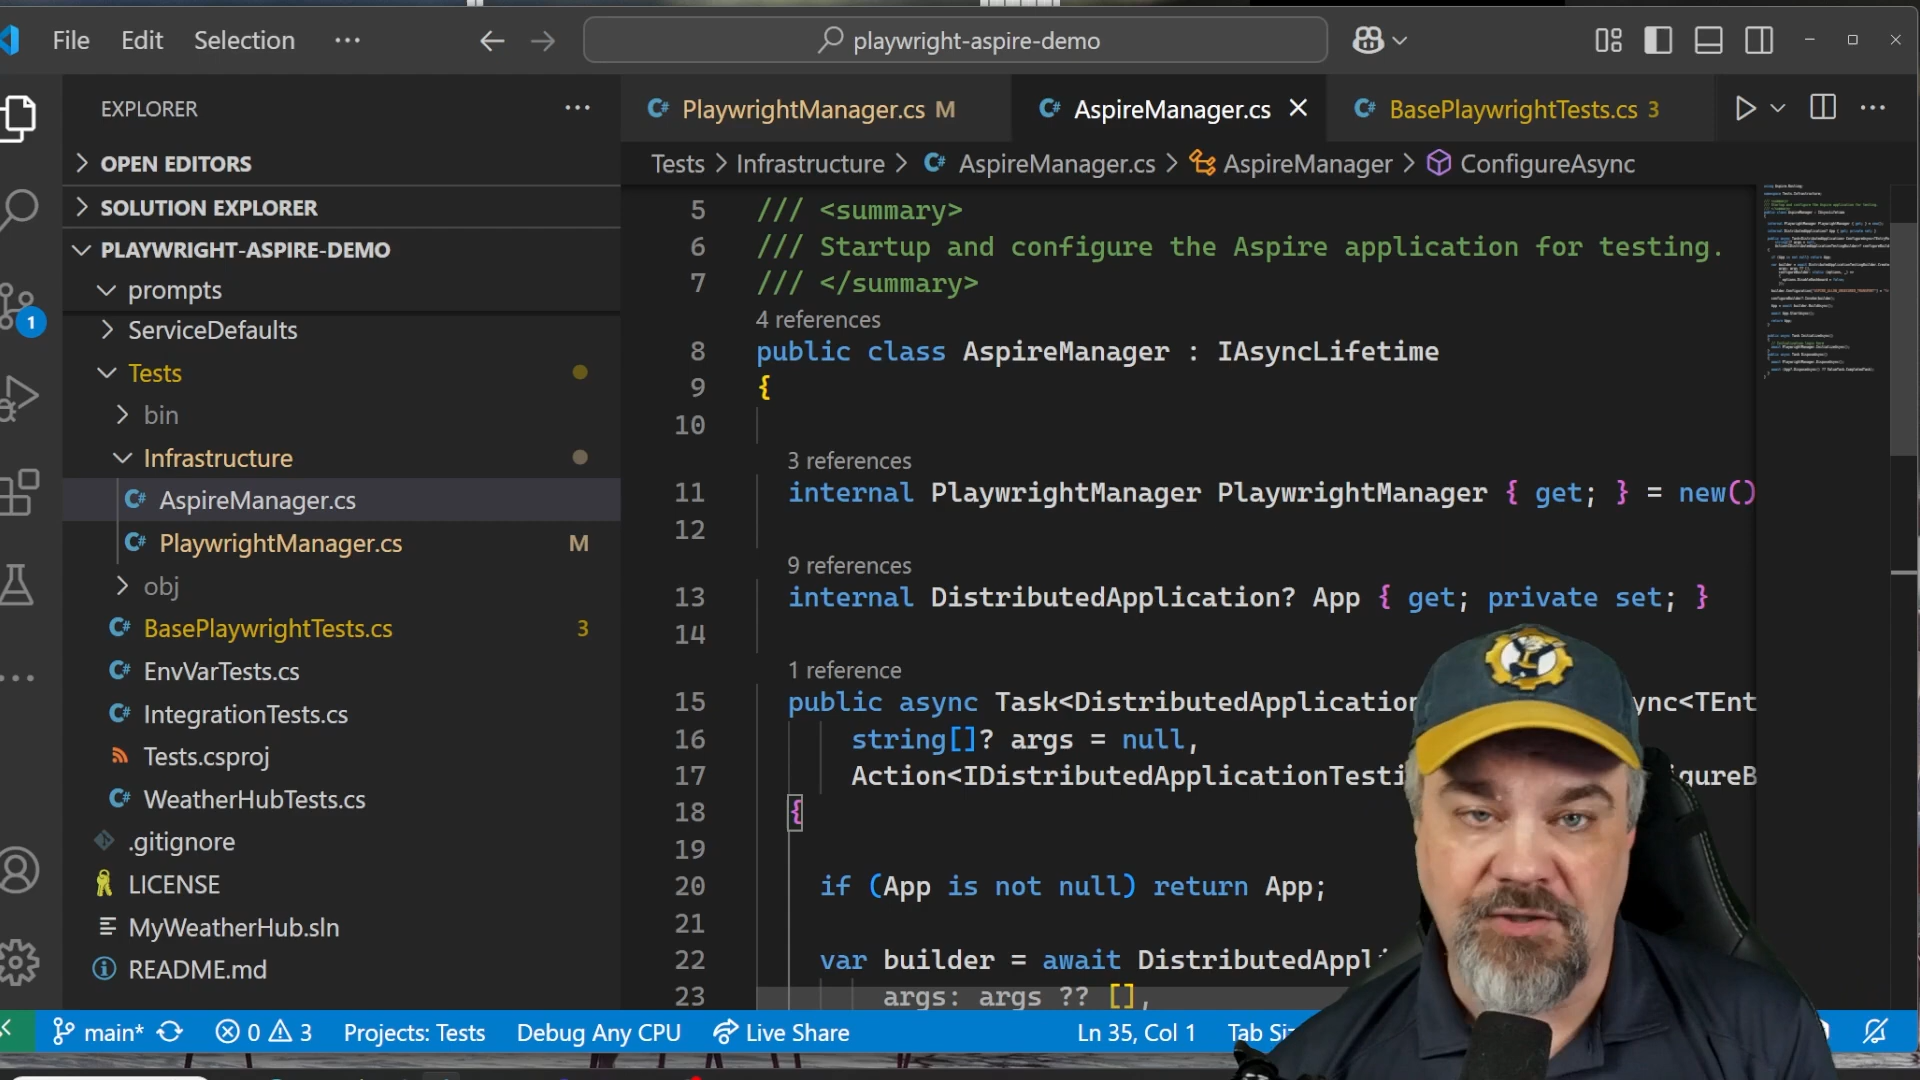 File Edit Selection ··· playwright-aspire-demo
EXPLORER ···
OPEN EDITORS
SOLUTION EXPLORER
PLAYWRIGHT-ASPIRE-DEMO
prompts
ServiceDefaults
Tests
bin
Infrastructure
C# AspireManager.cs
C# PlaywrightManager.cs M
obj
C# BasePlaywrightTests.cs 3
C# EnvVarTests.cs
C# IntegrationTests.cs
Tests.csproj
C# WeatherHubTests.cs
.gitignore
LICENSE
MyWeatherHub.sln
README.md
1
C# PlaywrightManager.cs M C# AspireManager.cs C# BasePlaywrightTests.cs 3
Tests > Infrastructure > C# AspireManager.cs > AspireManager > ConfigureAsync
5 /// <summary>
6 /// Startup and configure the Aspire application for testing.
7 /// </summary>
4 references
8 public class AspireManager : IAsyncLifetime
9 {
10
3 references
11 internal PlaywrightManager PlaywrightManager { get; } = new()
12
9 references
13 internal DistributedApplication? App { get; private set; }
14
1 reference
15 public async Task<DistributedApplication ync<TEnt
16 string[]? args = null,
17 Action<IDistributedApplicationTesti igureB
18 {
19
20 if (App is not null) return App;
21
22 var builder = await DistributedAppl
23 args: args ?? [],
main* 0 3 Projects: Tests Debug Any CPU Live Share Ln 35, Col 1 Tab Si